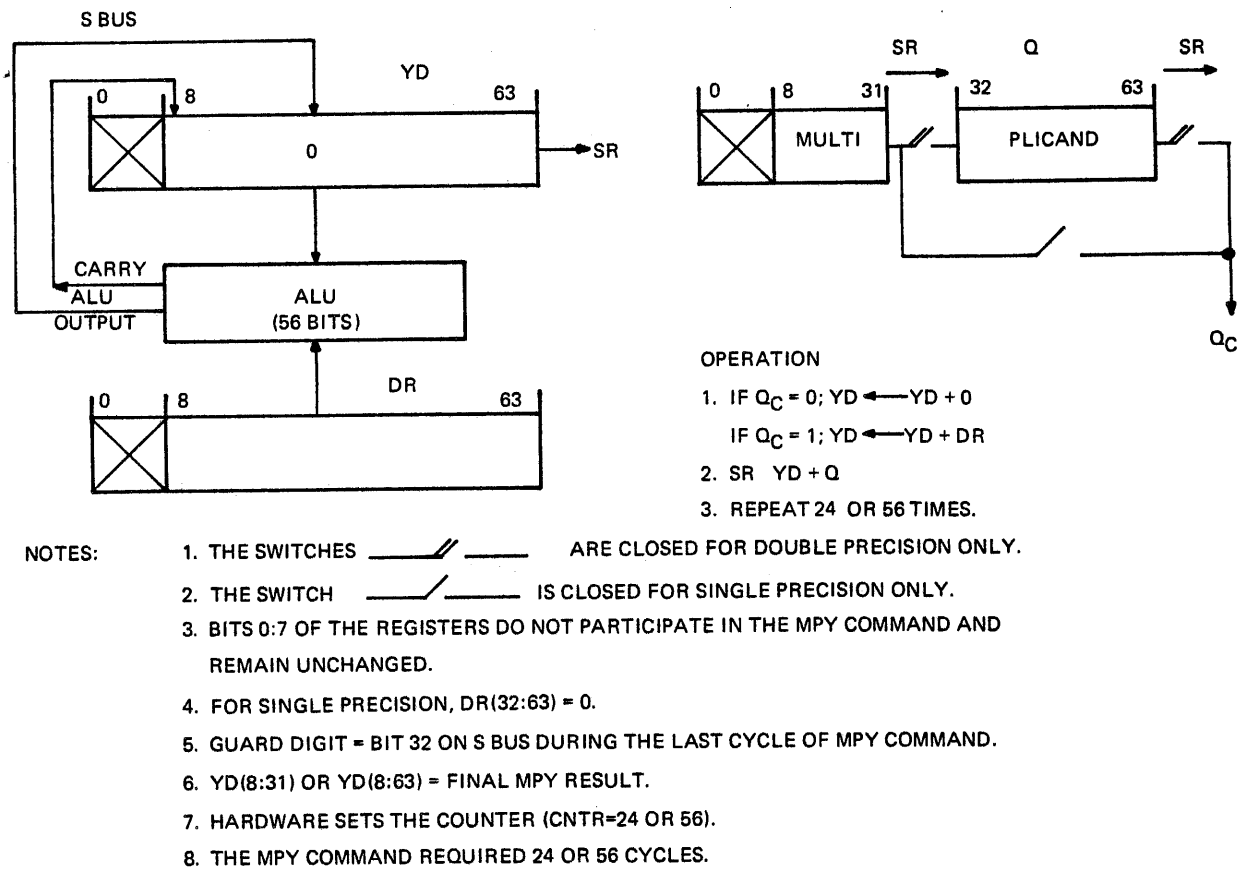 S BUS
YD
0 8 63
0
SR
CARRY
ALU
OUTPUT
ALU
(56 BITS)
DR
0 8 63
SR Q SR
0 8 31 32 63
MULTI PLICAND
QC
OPERATION
1. IF QC = 0; YD ← YD + 0
IF QC = 1; YD ← YD + DR
2. SR YD + Q
3. REPEAT 24 OR 56 TIMES.
NOTES: 1. THE SWITCHES ARE CLOSED FOR DOUBLE PRECISION ONLY.
2. THE SWITCH IS CLOSED FOR SINGLE PRECISION ONLY.
3. BITS 0:7 OF THE REGISTERS DO NOT PARTICIPATE IN THE MPY COMMAND AND
REMAIN UNCHANGED.
4. FOR SINGLE PRECISION, DR(32:63) = 0.
5. GUARD DIGIT = BIT 32 ON S BUS DURING THE LAST CYCLE OF MPY COMMAND.
6. YD(8:31) OR YD(8:63) = FINAL MPY RESULT.
7. HARDWARE SETS THE COUNTER (CNTR=24 OR 56).
8. THE MPY COMMAND REQUIRED 24 OR 56 CYCLES.